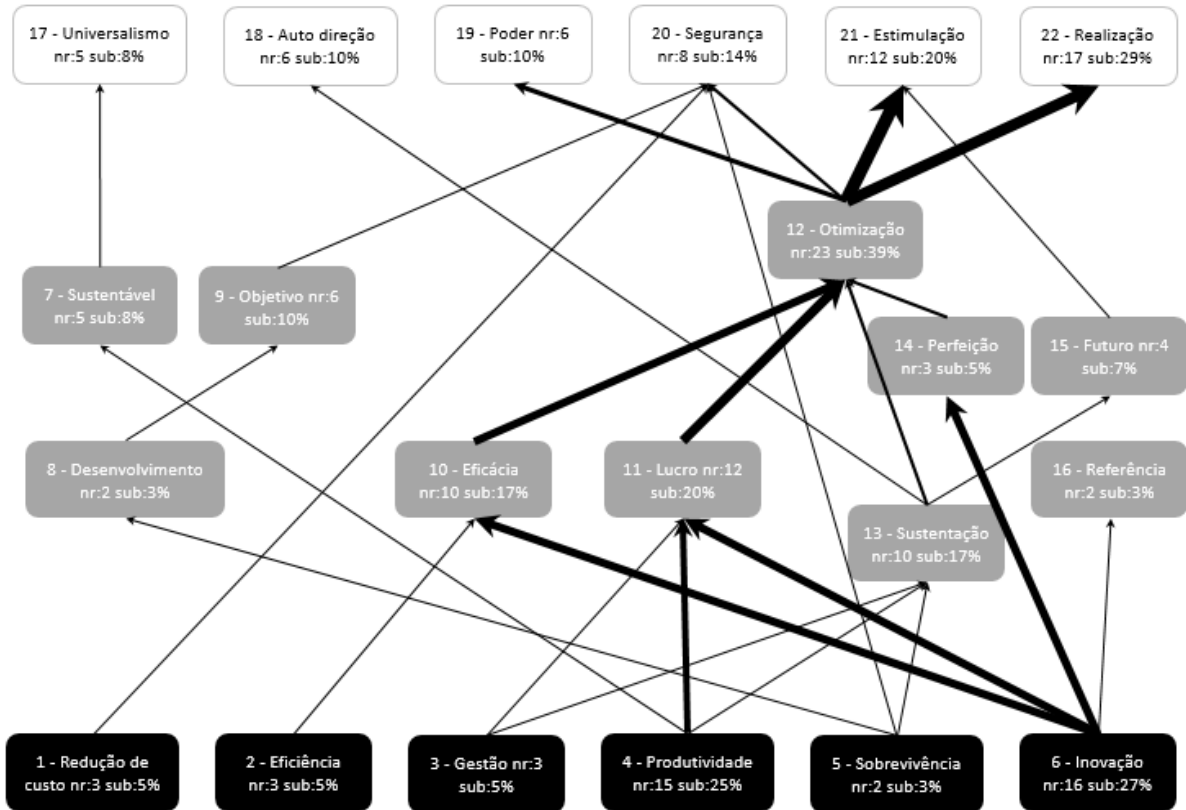 17 - Universalismo
nr:5 sub:8%
18 - Auto direção
nr:6 sub:10%
19 - Poder nr:6
sub:10%
20 - Segurança
nr:8 sub:14%
21 - Estimulação
nr:12 sub:20%
22 - Realização
nr:17 sub:29%
12 - Otimização
nr:23 sub:39%
7 - Sustentável
nr:5 sub:8%
9 - Objetivo nr:6
sub:10%
14 - Perfeição
nr:3 sub:5%
15 - Futuro nr:4
sub:7%
8 - Desenvolvimento
nr:2 sub:3%
10 - Eficácia
nr:10 sub:17%
11 - Lucro nr:12
sub:20%
16 - Referência
nr:2 sub:3%
13 - Sustentação
nr:10 sub:17%
1 - Redução de
custo nr:3 sub:5%
2 - Eficiência
nr:3 sub:5%
3 - Gestão nr:3
sub:5%
4 - Produtividade
nr:15 sub:25%
5 - Sobrevivência
nr:2 sub:3%
6 - Inovação
nr:16 sub:27%